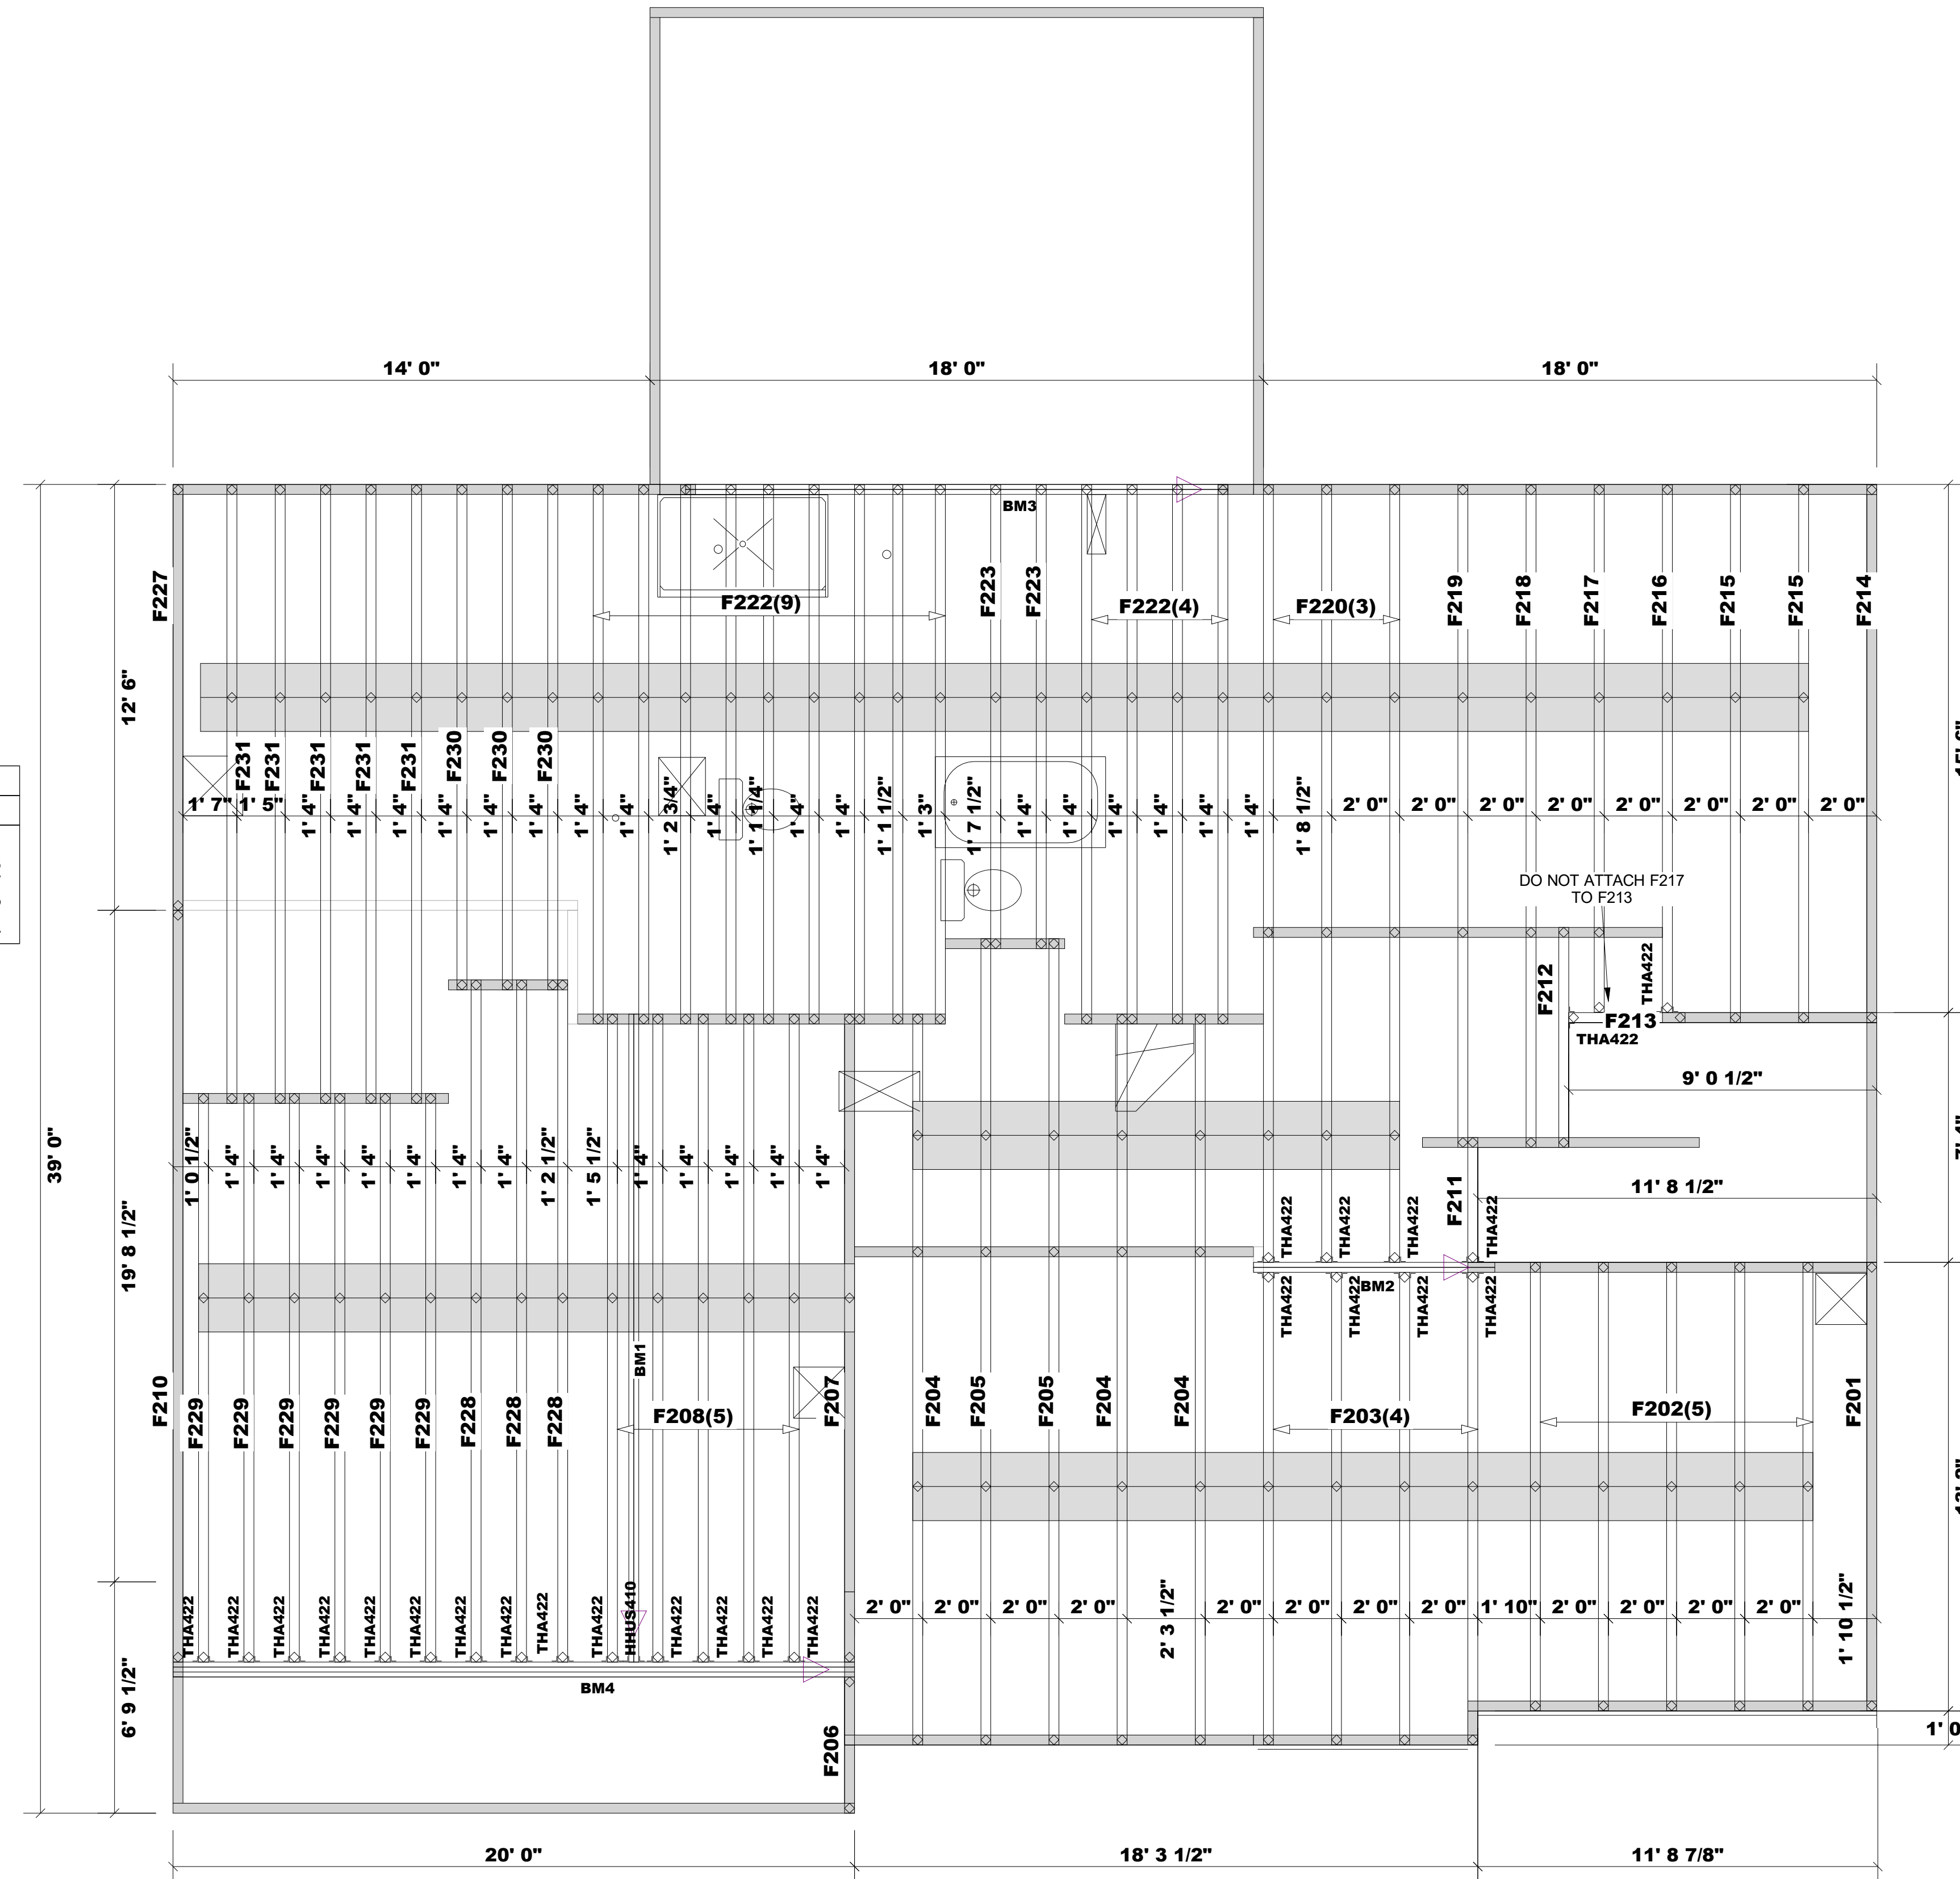 14' 0"
18' 0"
18' 0"
BM3
F227
F222(9)
F223
F223
F222(4)
F220(3)
F219
F218
F217
F216
F215
F215
F214
12' 6"
F231
F231
F231
F231
F231
F230
F230
F230
1' 7"
1' 5"
1' 4"
1' 4"
1' 4"
1' 4"
1' 4"
1' 4"
1' 4"
1' 4"
1' 2 3/4"
1' 4"
1' 1 1/4"
1' 4"
1' 4"
1' 1 1/2"
1' 3"
1' 7 1/2"
1' 4"
1' 4"
1' 4"
1' 4"
1' 4"
1' 4"
1' 8 1/2"
2' 0"
2' 0"
2' 0"
2' 0"
2' 0"
2' 0"
2' 0"
2' 0"
DO NOT ATTACH F217
TO F213
F212
THA422
F213
THA422
9' 0 1/2"
39' 0"
19' 8 1/2"
1' 0 1/2"
1' 4"
1' 4"
1' 4"
1' 4"
1' 4"
1' 4"
1' 4"
1' 2 1/2"
1' 5 1/2"
1' 4"
1' 4"
1' 4"
1' 4"
1' 4"
11' 8 1/2"
F211
THA422
THA422
THA422
THA422
BM2
THA422
THA422
THA422
THA422
BM1
F210
F229
F229
F229
F229
F229
F229
F228
F228
F228
F208(5)
F207
F204
F205
F205
F204
F204
F203(4)
F202(5)
F201
THA422
THA422
THA422
THA422
THA422
THA422
THA422
THA422
THA422
THA422
HHUS410
THA422
THA422
THA422
THA422
2' 0"
2' 0"
2' 0"
2' 0"
2' 3 1/2"
2' 0"
2' 0"
2' 0"
2' 0"
1' 10"
2' 0"
2' 0"
2' 0"
2' 0"
1' 10 1/2"
6' 9 1/2"
BM4
F206
1' 0
20' 0"
18' 3 1/2"
11' 8 7/8"